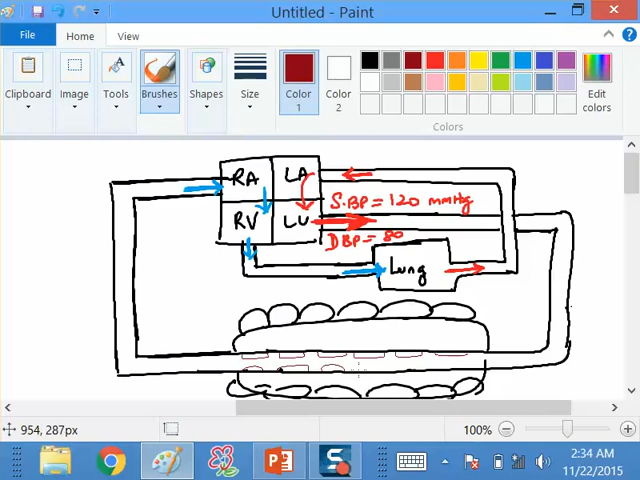 Untitled - Paint
File
Home
View
Clipboard
Image
Tools
Brushes
Shapes
Size
Color 1
Color 2
Edit colors
Colors
RA
LA
S.BP = 120 mmHg
RV
LV
DBP = 80
Lung
954, 287px
100%
2:34 AM
11/22/2015